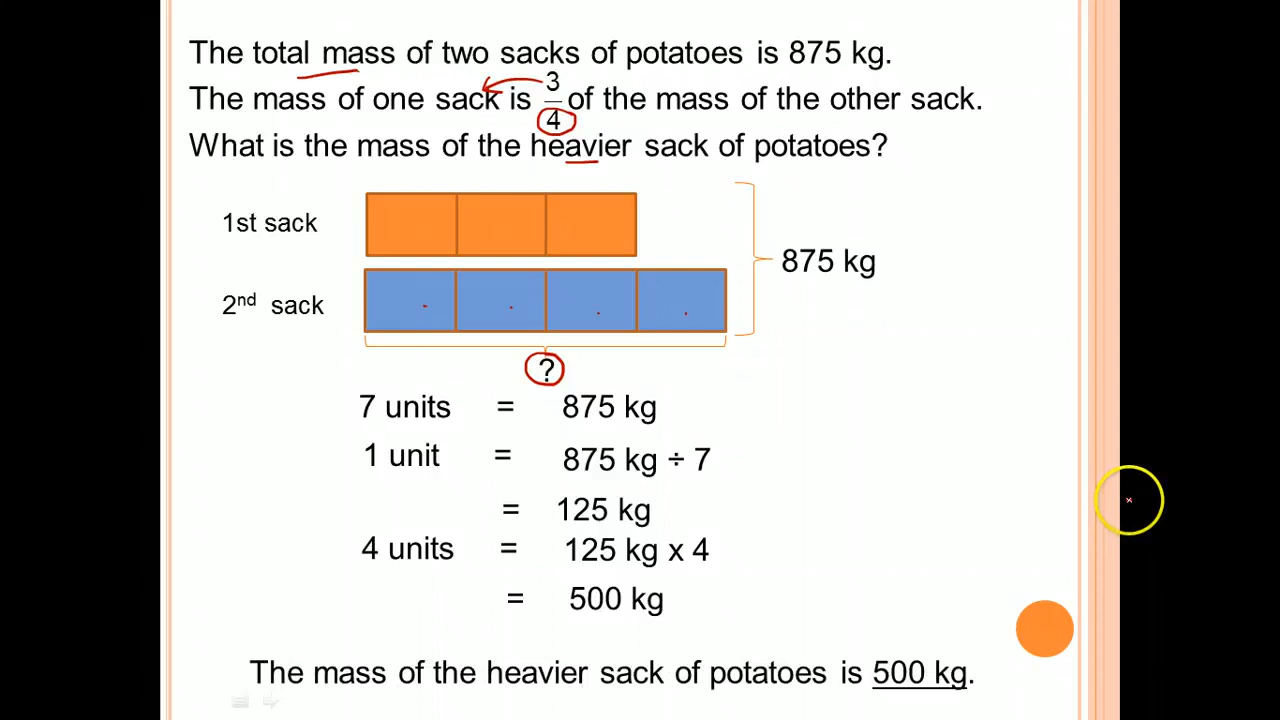 The total mass of two sacks of potatoes is 875 kg.
The mass of one sack is 3/4 of the mass of the other sack.
What is the mass of the heavier sack of potatoes?
1st sack
875 kg
2nd sack
?
7 units = 875 kg
1 unit = 875 kg ÷ 7
= 125 kg
4 units = 125 kg x 4
= 500 kg
The mass of the heavier sack of potatoes is 500 kg.